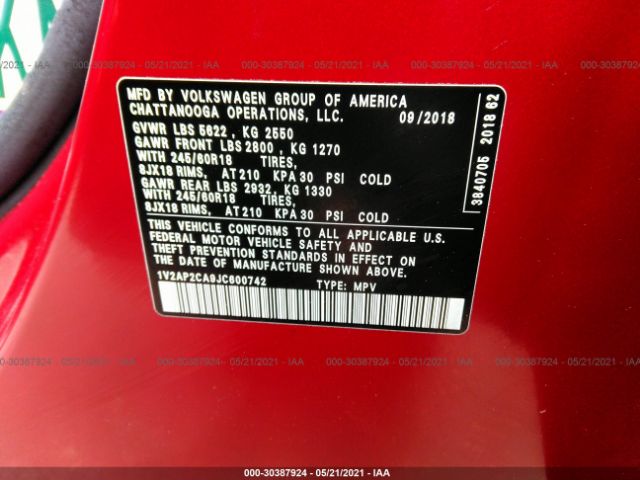 MFD BY VOLKSWAGEN GROUP OF AMERICA
CHATTANOOGA OPERATIONS, LLC. 09/2018
GVWR LBS 5622 , KG 2550
GAWR FRONT LBS 2800 , KG 1270
WITH 245/60R18 TIRES,
8JX18 RIMS, AT 210 KPA 30 PSI COLD
GAWR REAR LBS 2932, KG 1330
WITH 245/60R18 TIRES,
8JX18 RIMS, AT 210 KPA 30 PSI COLD
THIS VEHICLE CONFORMS TO ALL APPLICABLE U.S.
FEDERAL MOTOR VEHICLE SAFETY AND
THEFT PREVENTION STANDARDS IN EFFECT ON
THE DATE OF MANUFACTURE SHOWN ABOVE.
1V2AP2CA9JC600742 TYPE: MPV
3840705 2018 62
000-30387924 - 05/21/2021 - IAA